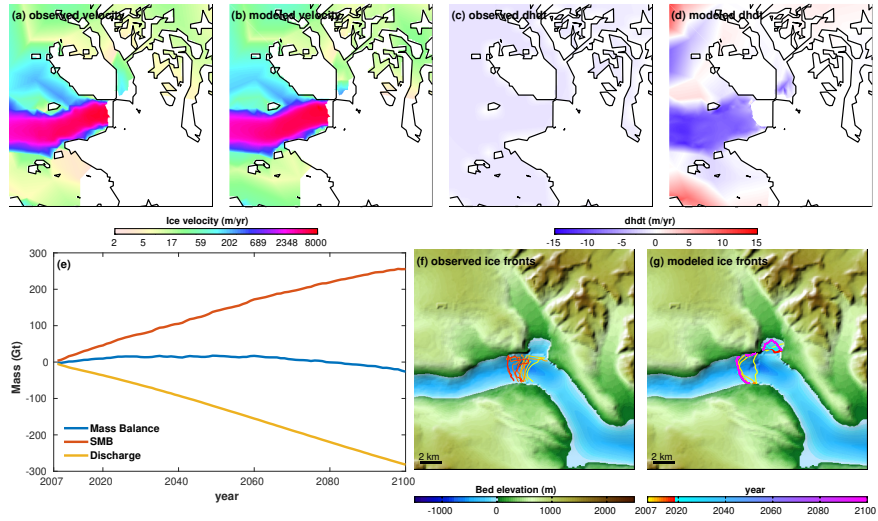 (a) observed velocity
(b) modeled velocity
(c) observed dhdt
(d) modeled dhdt
Ice velocity (m/yr)
2 5 17 59 202 689 2348 8000
dhdt (m/yr)
-15 -10 -5 0 5 10 15
(e)
Mass (Gt)
300
200
100
0
-100
-200
-300
Mass Balance
SMB
Discharge
2007 2020 2040 2060 2080 2100
year
(f) observed ice fronts
2 km
(g) modeled ice fronts
2 km
Bed elevation (m)
-1000 0 1000 2000
year
2007 2020 2040 2060 2080 2100